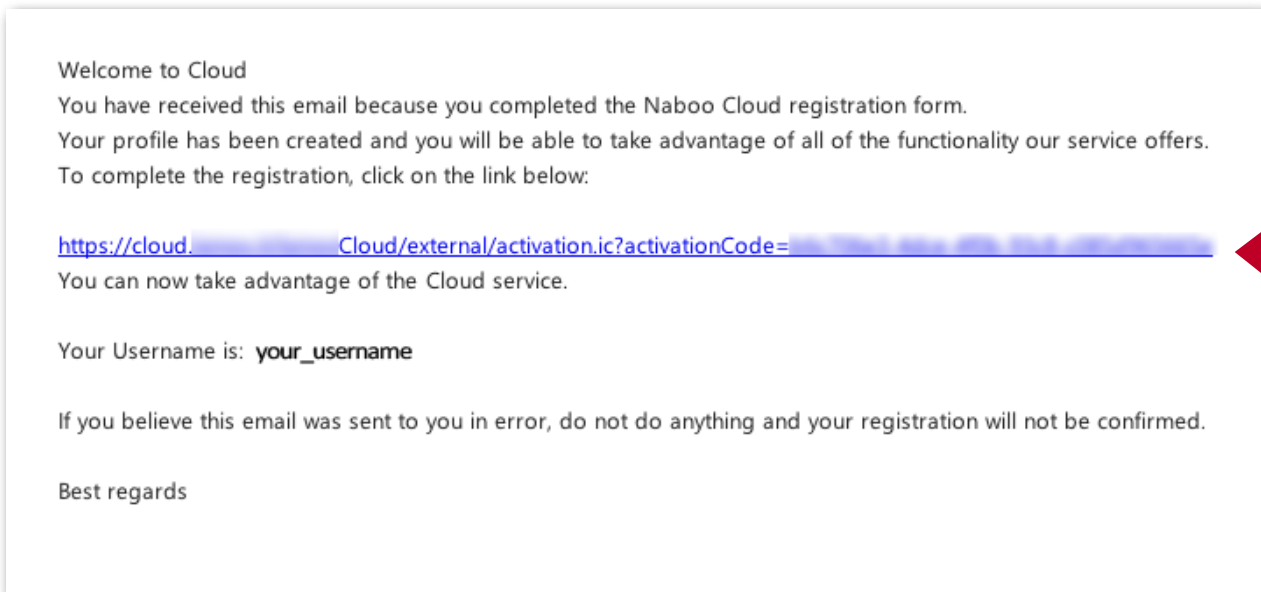 Welcome to Cloud
You have received this email because you completed the Naboo Cloud registration form.
Your profile has been created and you will be able to take advantage of all of the functionality our service offers.
To complete the registration, click on the link below:
https://cloud. Cloud/external/activation.ic?activationCode=
You can now take advantage of the Cloud service.
Your Username is: your_username
If you believe this email was sent to you in error, do not do anything and your registration will not be confirmed.
Best regards